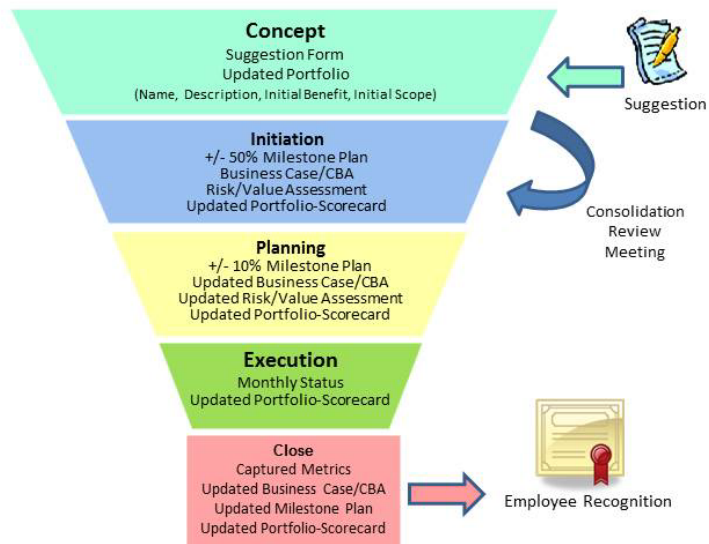 Concept
Suggestion Form
Updated Portfolio
(Name, Description, Initial Benefit, Initial Scope)
Suggestion
Initiation
+/- 50% Milestone Plan
Business Case/CBA
Risk/Value Assessment
Updated Portfolio-Scorecard
Consolidation
Review
Meeting
Planning
+/- 10% Milestone Plan
Updated Business Case/CBA
Updated Risk/Value Assessment
Updated Portfolio-Scorecard
Execution
Monthly Status
Updated Portfolio-Scorecard
Close
Captured Metrics
Updated Business Case/CBA
Updated Milestone Plan
Updated Portfolio-Scorecard
Employee Recognition